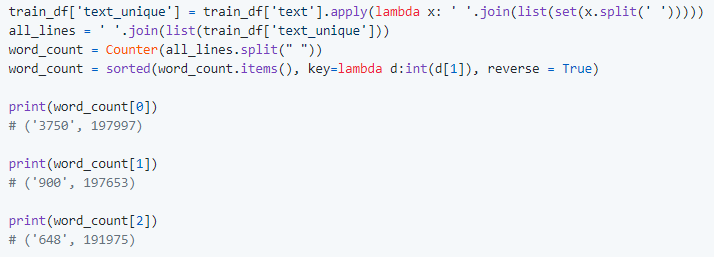 train_df['text_unique'] = train_df['text'].apply(lambda x: ' '.join(list(set(x.split(' ')))))
all_lines = ' '.join(list(train_df['text_unique']))
word_count = Counter(all_lines.split(" "))
word_count = sorted(word_count.items(), key=lambda d:int(d[1]), reverse = True)
print(word_count[0])
# ('3750', 197997)
print(word_count[1])
# ('900', 197653)
print(word_count[2])
# ('648', 191975)